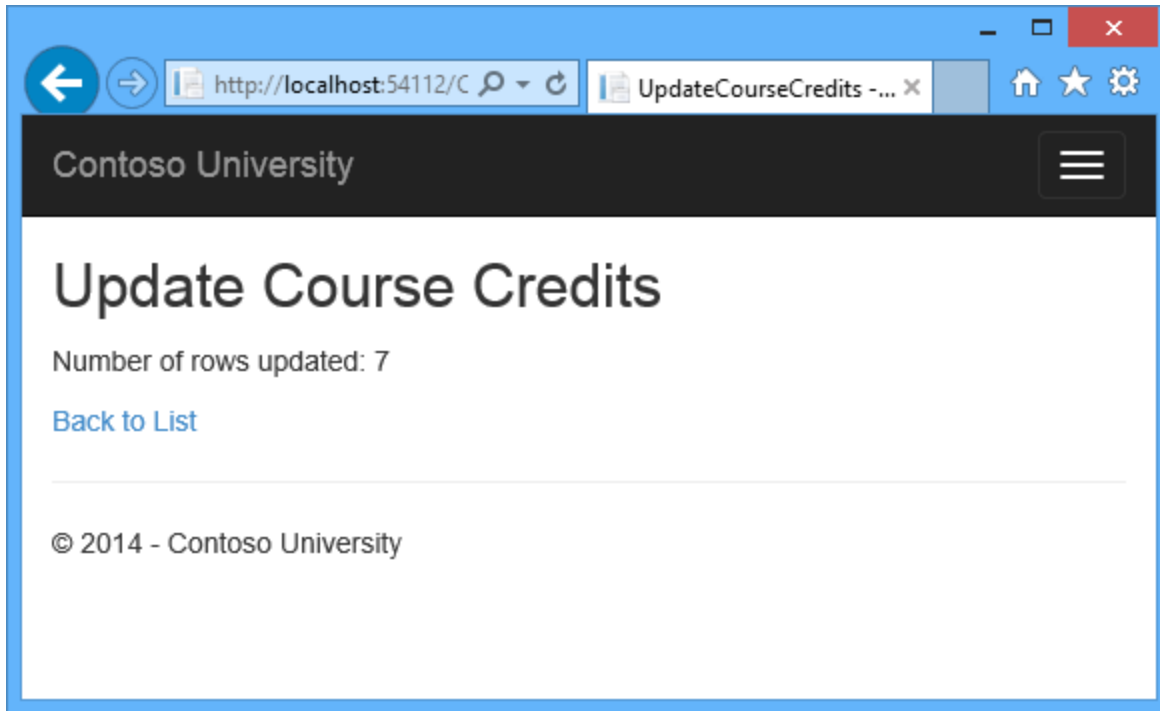 http://localhost:54112/C
UpdateCourseCredits -...
Contoso University
Update Course Credits
Number of rows updated: 7
Back to List
© 2014 - Contoso University